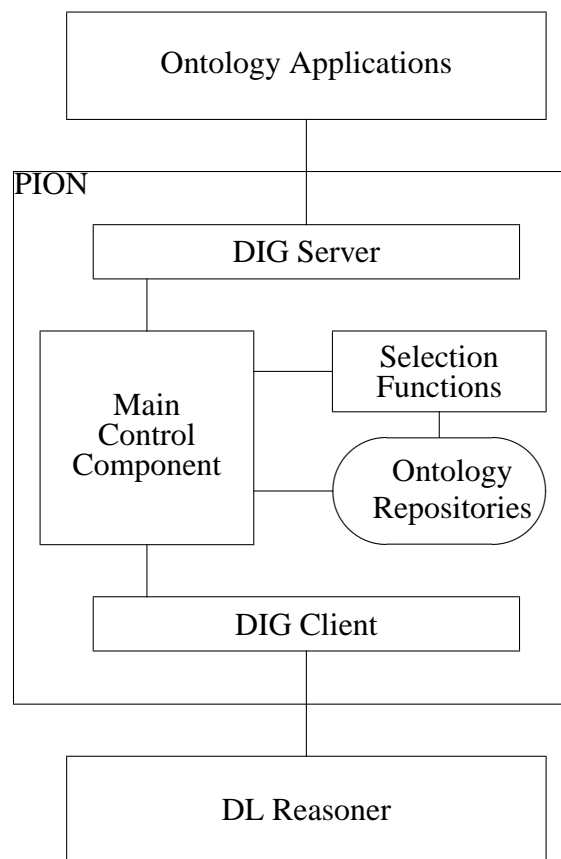 Ontology Applications
PION
DIG Server
Main
Control
Component
Selection
Functions
Ontology
Repositories
DIG Client
DL Reasoner